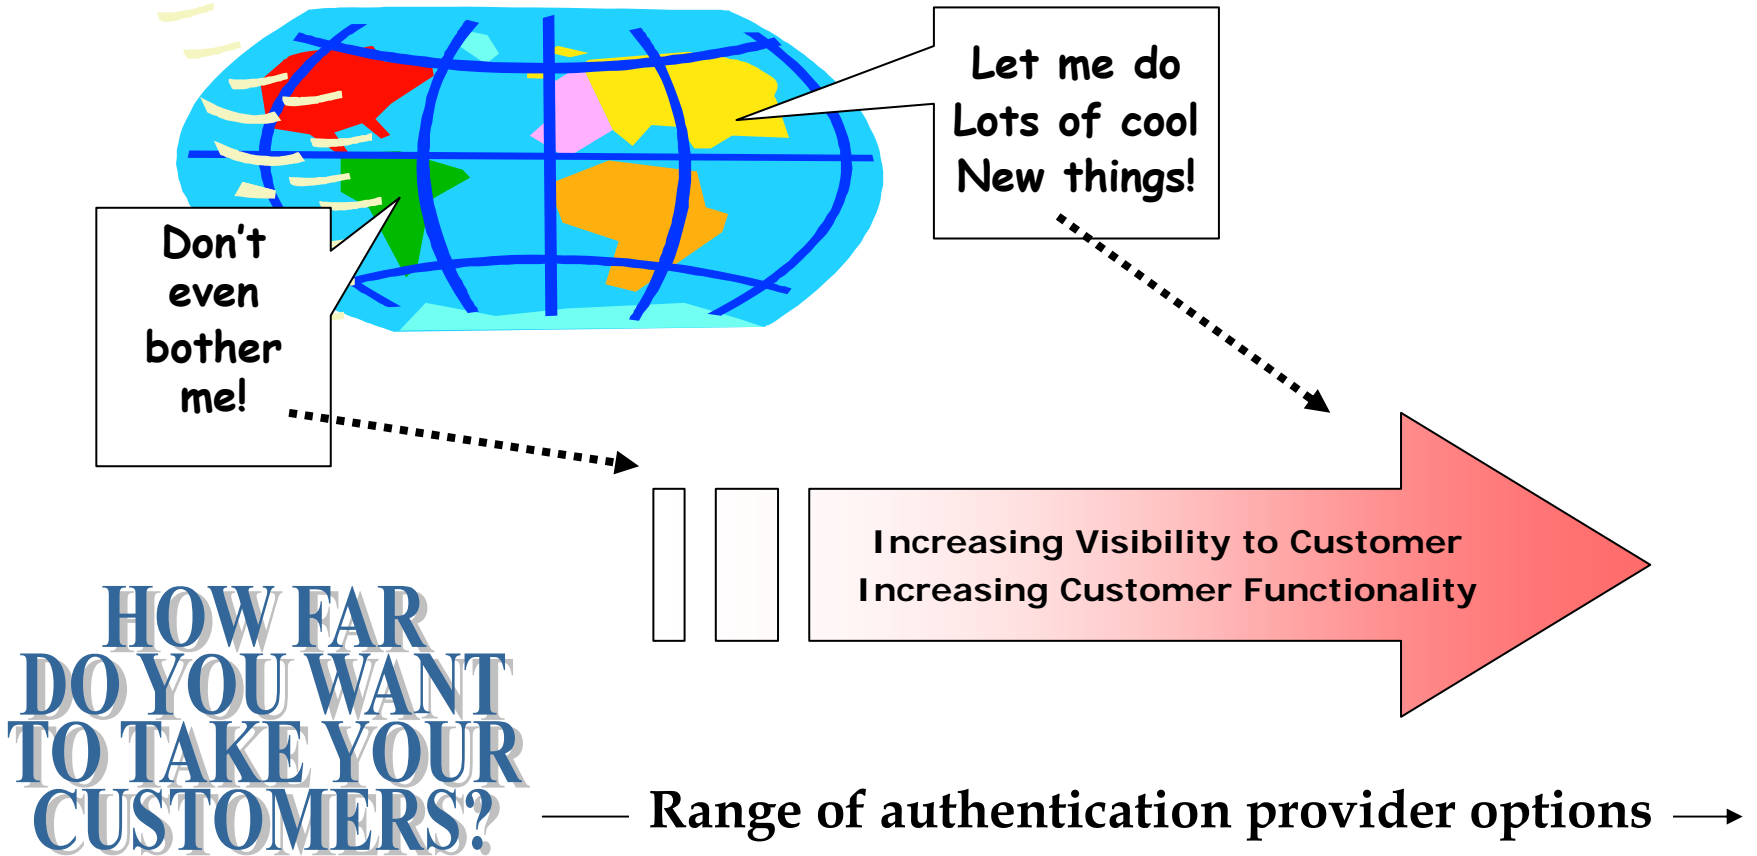 Let me do
Lots of cool
New things!
Don't
even
bother
me!
Increasing Visibility to Customer
Increasing Customer Functionality
HOW FAR
DO YOU WANT
TO TAKE YOUR
CUSTOMERS?
Range of authentication provider options